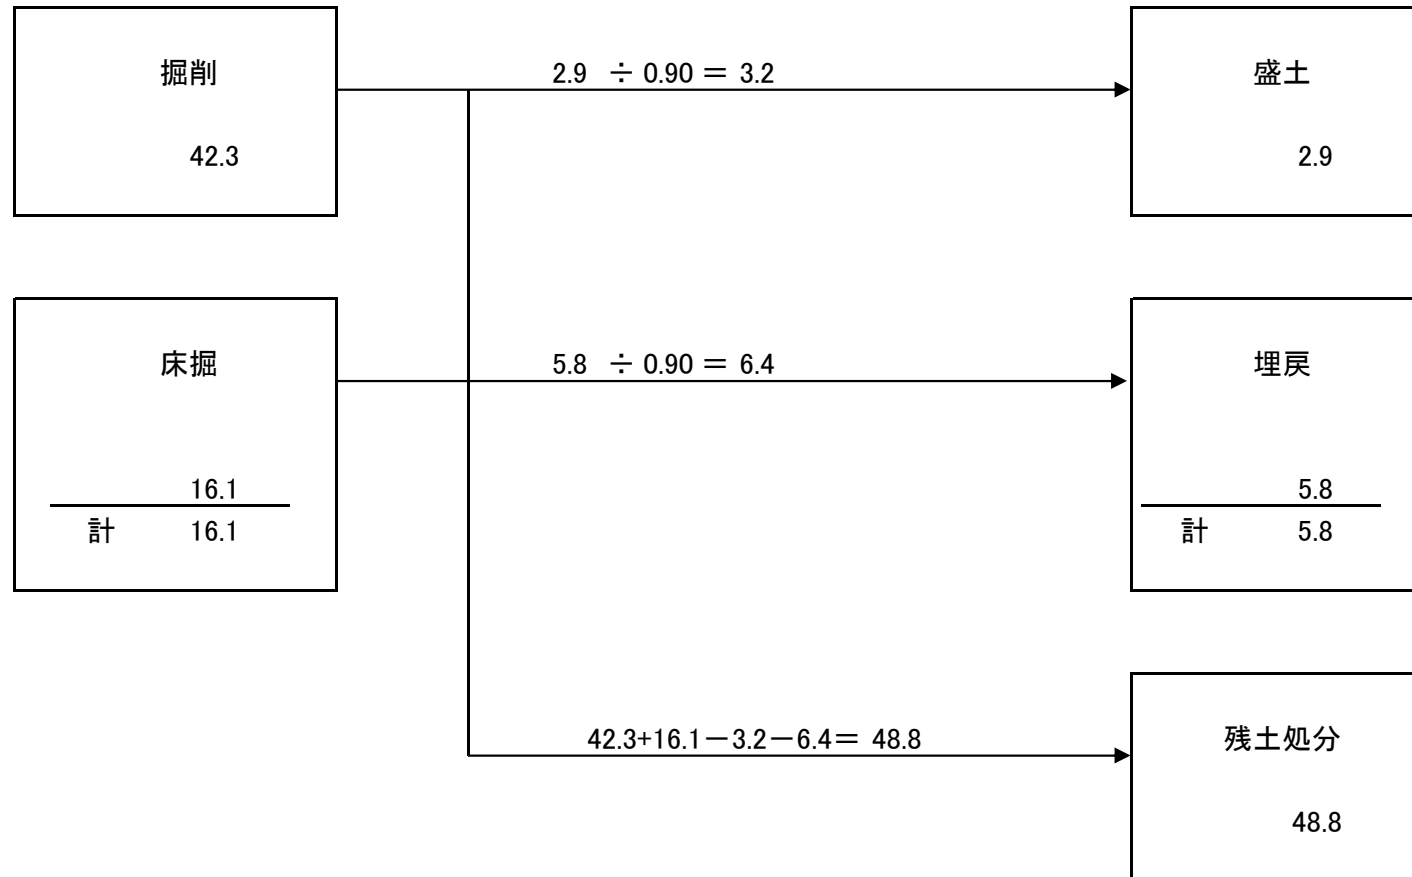 掘削
42.3
2.9 ÷ 0.90 = 3.2
盛土
2.9
床掘
16.1
計 16.1
5.8 ÷ 0.90 = 6.4
埋戻
5.8
計 5.8
42.3+16.1－3.2－6.4＝ 48.8
残土処分
48.8